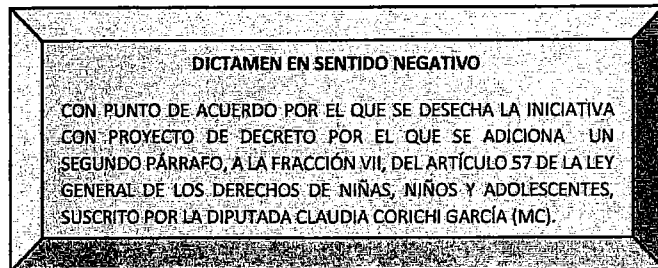 DICTAMEN EN SENTIDO NEGATIVO
CON PUNTO DE ACUERDO POR EL QUE SE DESECHA LA INICIATIVA
CON PROYECTO DE DECRETO POR EL QUE SE ADICIONA UN
SEGUNDO PÁRRAFO, A LA FRACCIÓN VII, DEL ARTÍCULO 57 DE LA LEY
GENERAL DE LOS DERECHOS DE NIÑAS, NIÑOS Y ADOLESCENTES,
SUSCRITO POR LA DIPUTADA CLAUDIA CORICHI GARCÍA (MC).